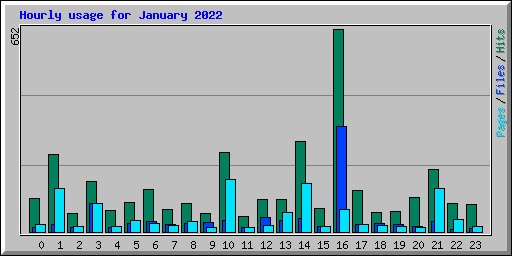 Hourly usage for January 2022
652
Pages/Files/Hits
0 1 2 3 4 5 6 7 8 9 10 11 12 13 14 15 16 17 18 19 20 21 22 23